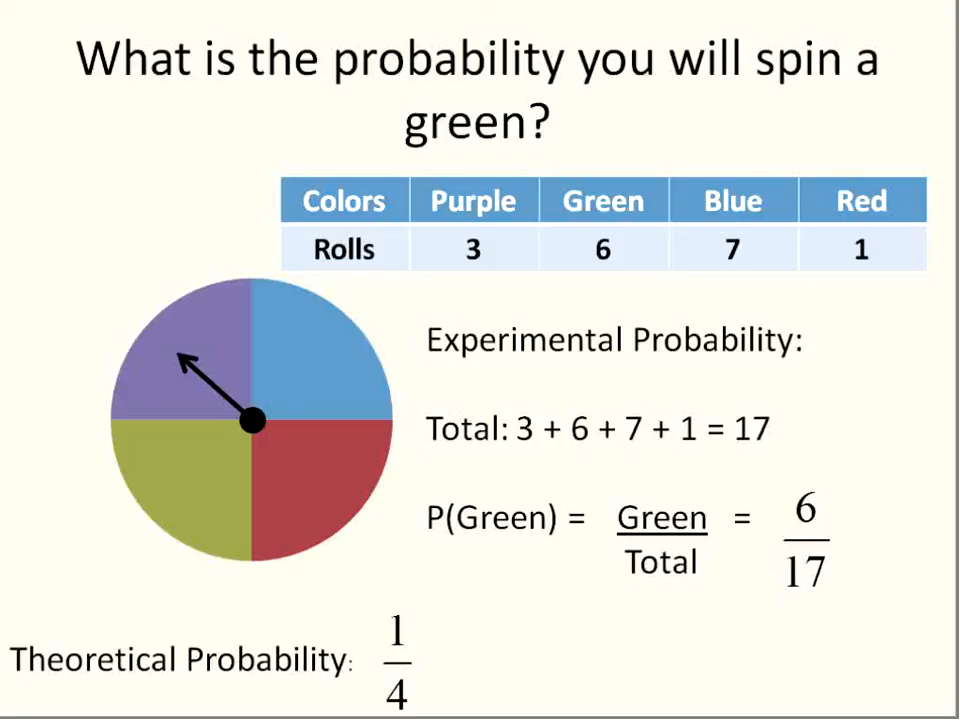 What is the probability you will spin a
green?
Colors Purple Green Blue Red
Rolls 3 6 7 1
Experimental Probability:
Total: 3 + 6 + 7 + 1 = 17
P(Green) = Green = 6
Total 17
Theoretical Probability: 1
4